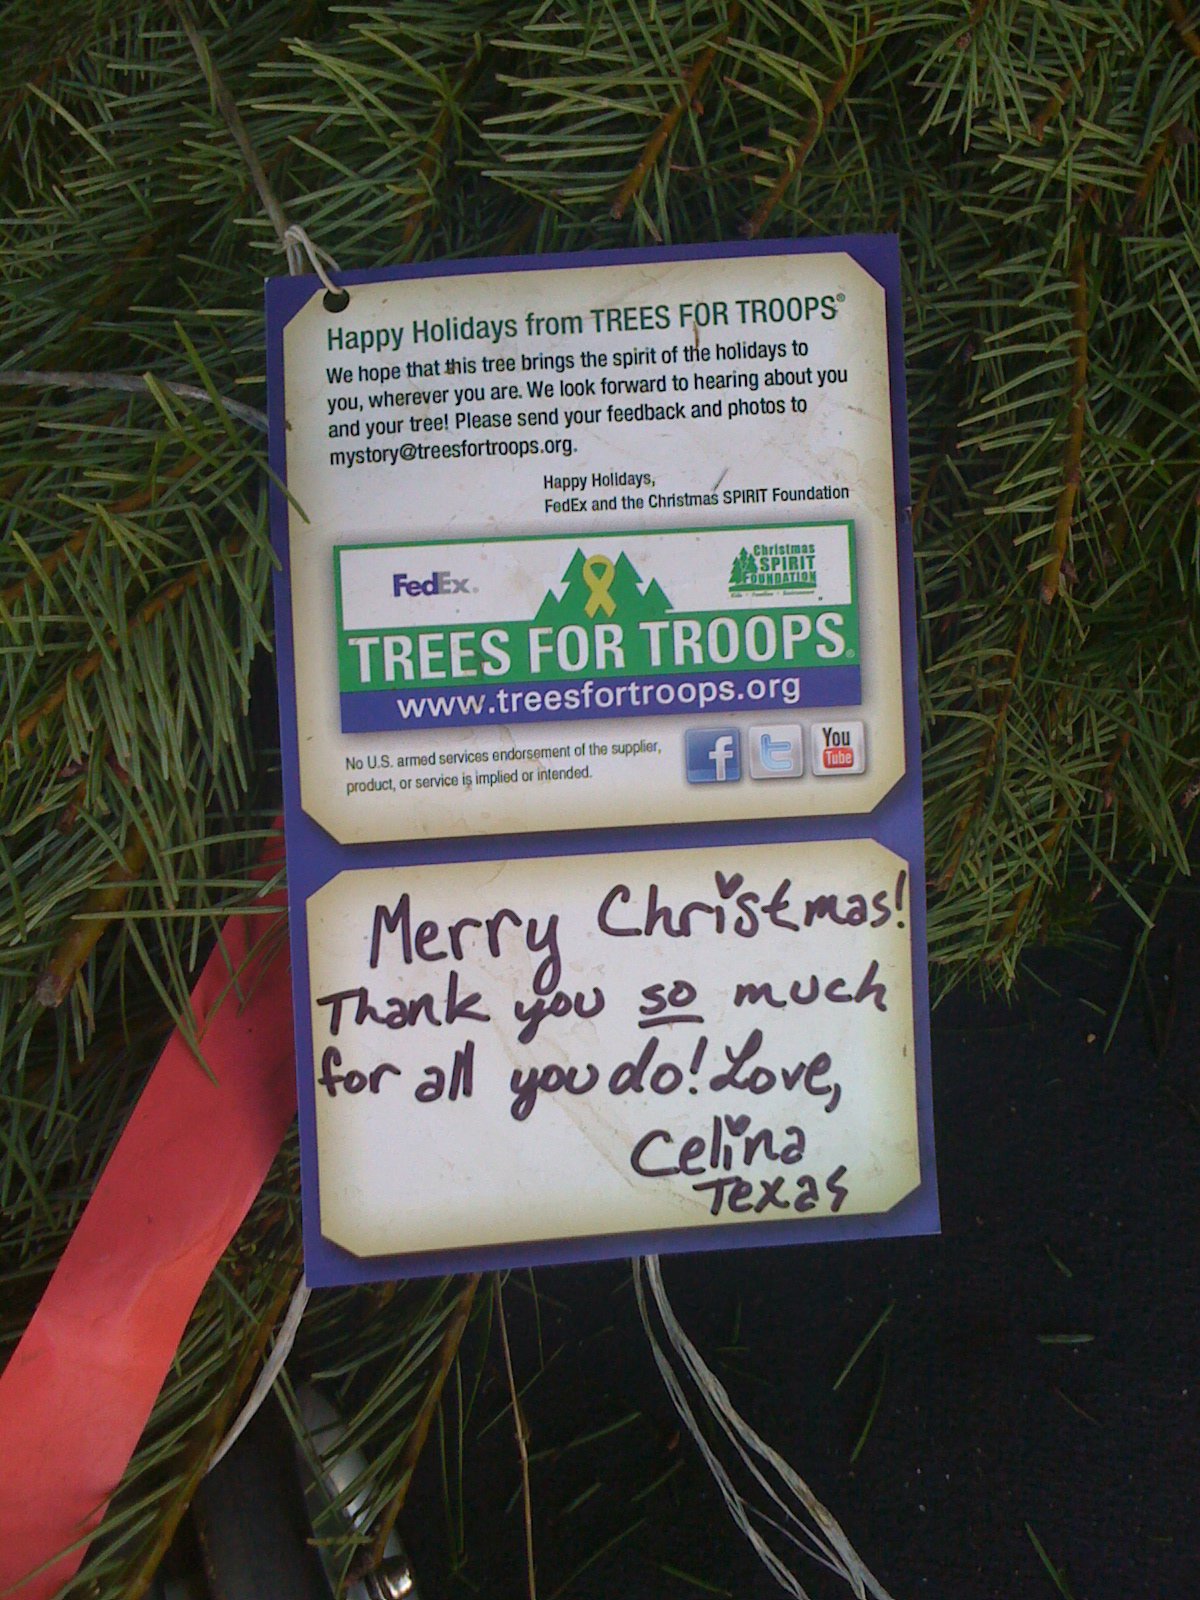 Happy Holidays from TREES FOR TROOPS®
We hope that this tree brings the spirit of the holidays to
you, wherever you are. We look forward to hearing about you
and your tree! Please send your feedback and photos to
mystory@treesfortroops.org.
Happy Holidays,
FedEx and the Christmas SPIRIT Foundation
FedEx®
Christmas
SPIRIT
FOUNDATION
TREES FOR TROOPS®
www.treesfortroops.org
No U.S. armed services endorsement of the supplier,
product, or service is implied or intended.
f t You
Tube
Merry Christmas!
Thank you so much
for all you do! Love,
Celina
Texas